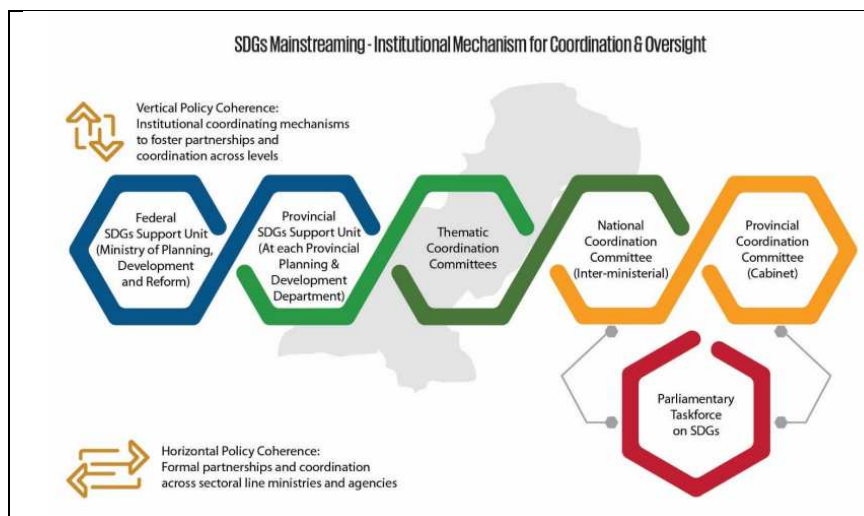 SDGs Mainstreaming - Institutional Mechanism for Coordination & Oversight
Vertical Policy Coherence:
Institutional coordinating mechanisms
to foster partnerships and
coordination across levels
Federal
SDGs Support Unit
(Ministry of Planning,
Development
and Reform)
Provincial
SDGs Support Unit
(At each Provincial
Planning &
Development
Department)
Thematic
Coordination
Committees
National
Coordination
Committee
(Inter-ministerial)
Provincial
Coordination
Committee
(Cabinet)
Parliamentary
Taskforce
on SDGs
Horizontal Policy Coherence:
Formal partnerships and coordination
across sectoral line ministries and agencies